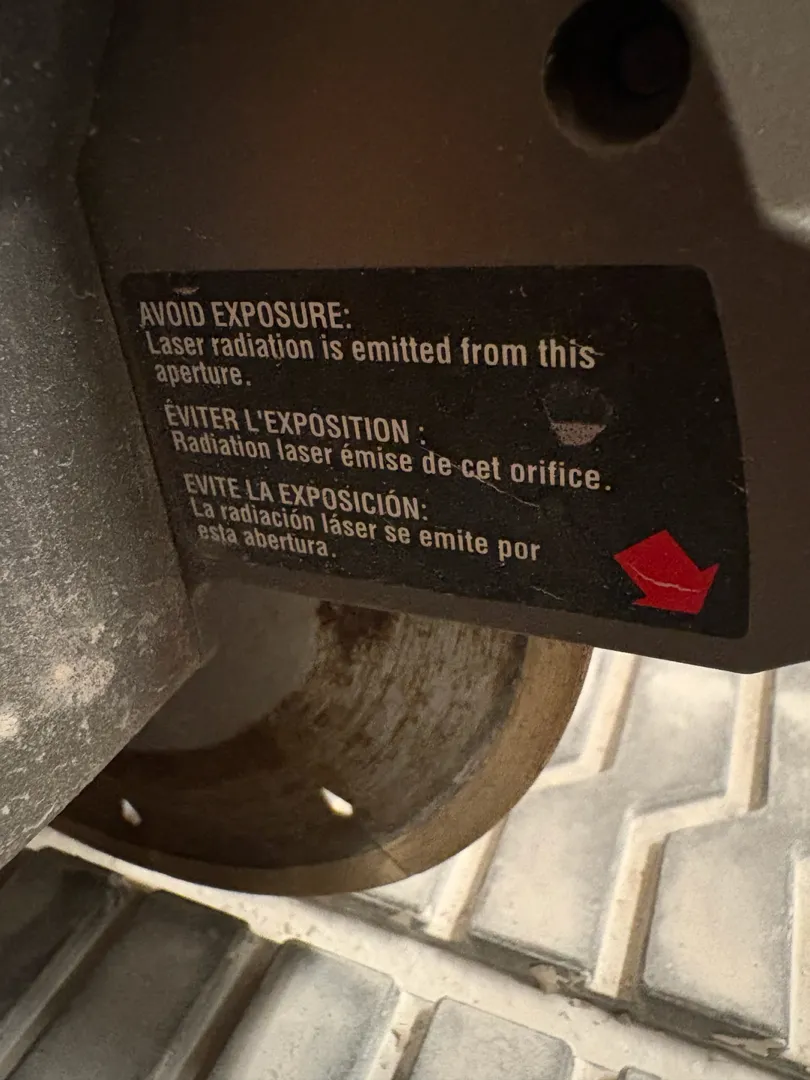 AVOID EXPOSURE:
Laser radiation is emitted from this
aperture.
ÉVITER L'EXPOSITION :
Radiation laser émise de cet orifice.
EVITE LA EXPOSICIÓN:
La radiación láser se emite por
esta abertura.